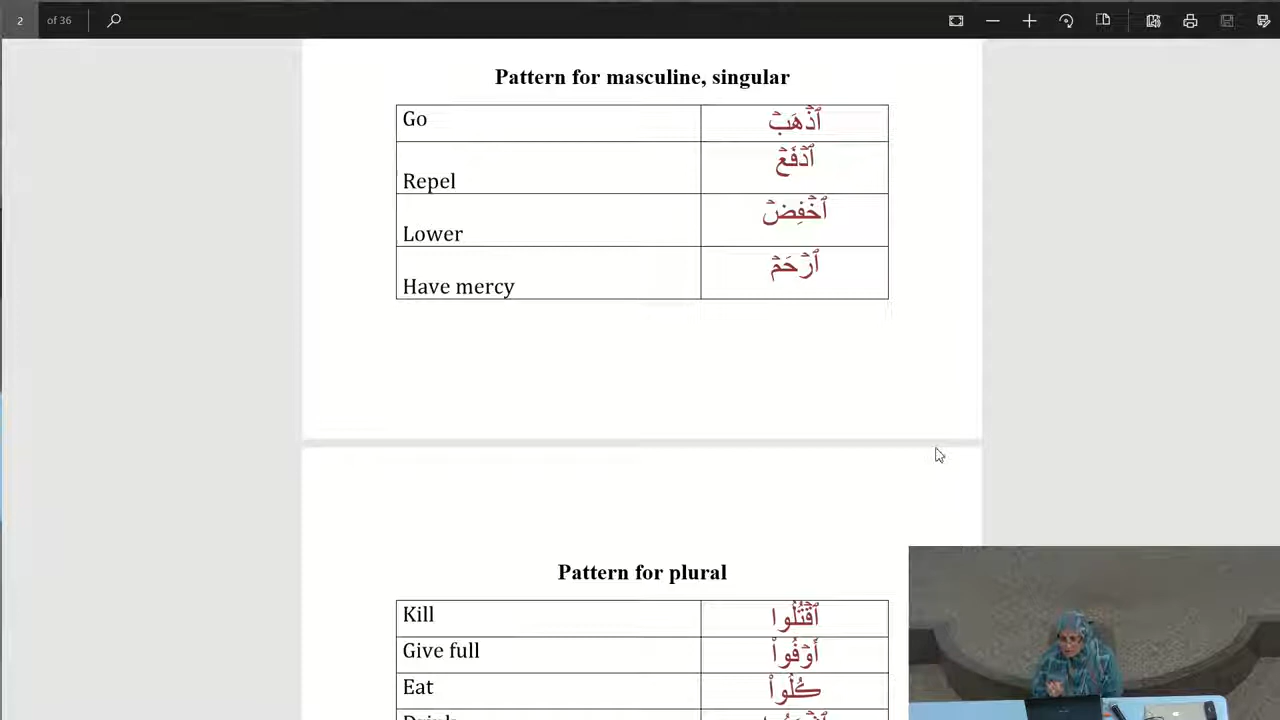 2 of 36
Pattern for masculine, singular
Go ٱذۡهَبۡ
Repel ٱدۡفَعۡ
Lower ٱخۡفِضۡ
Have mercy ٱرۡحَمۡ
Pattern for plural
Kill ٱقۡتُلُوا
Give full أَوۡفُواْ
Eat كُلُواْ
Drink